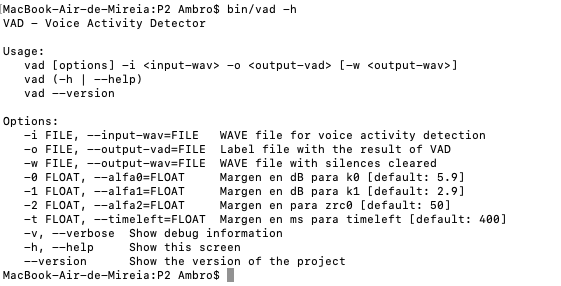 MacBook-Air-de-Mireia:P2 Ambro$ bin/vad -h
VAD - Voice Activity Detector

Usage:
   vad [options] -i <input-wav> -o <output-vad> [-w <output-wav>]
   vad (-h | --help)
   vad --version

Options:
   -i FILE, --input-wav=FILE   WAVE file for voice activity detection
   -o FILE, --output-vad=FILE  Label file with the result of VAD
   -w FILE, --output-wav=FILE  WAVE file with silences cleared
   -0 FLOAT, --alfa0=FLOAT     Margen en dB para k0 [default: 5.9]
   -1 FLOAT, --alfa1=FLOAT     Margen en dB para k1 [default: 2.9]
   -2 FLOAT, --alfa2=FLOAT     Margen en para zrc0 [default: 50]
   -t FLOAT, --timeleft=FLOAT  Margen en ms para timeleft [default: 400]
   -v, --verbose  Show debug information
   -h, --help     Show this screen
   --version      Show the version of the project
MacBook-Air-de-Mireia:P2 Ambro$